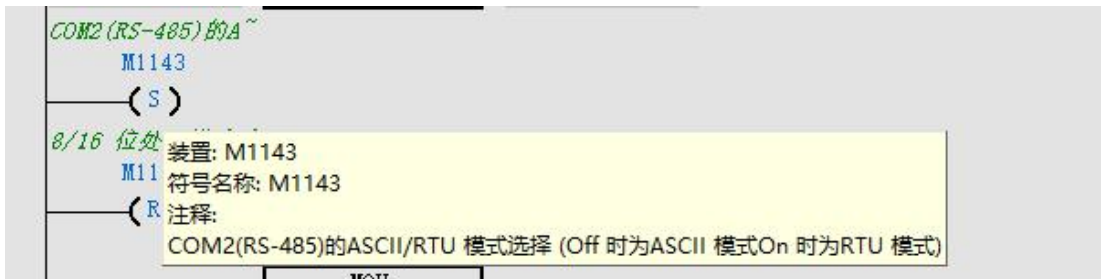 COM2(RS-485)的A~
M1143
S
8/16 位处
M11
R
装置: M1143
符号名称: M1143
注释:
COM2(RS-485)的ASCII/RTU 模式选择 (Off 时为ASCII 模式On 时为RTU 模式)